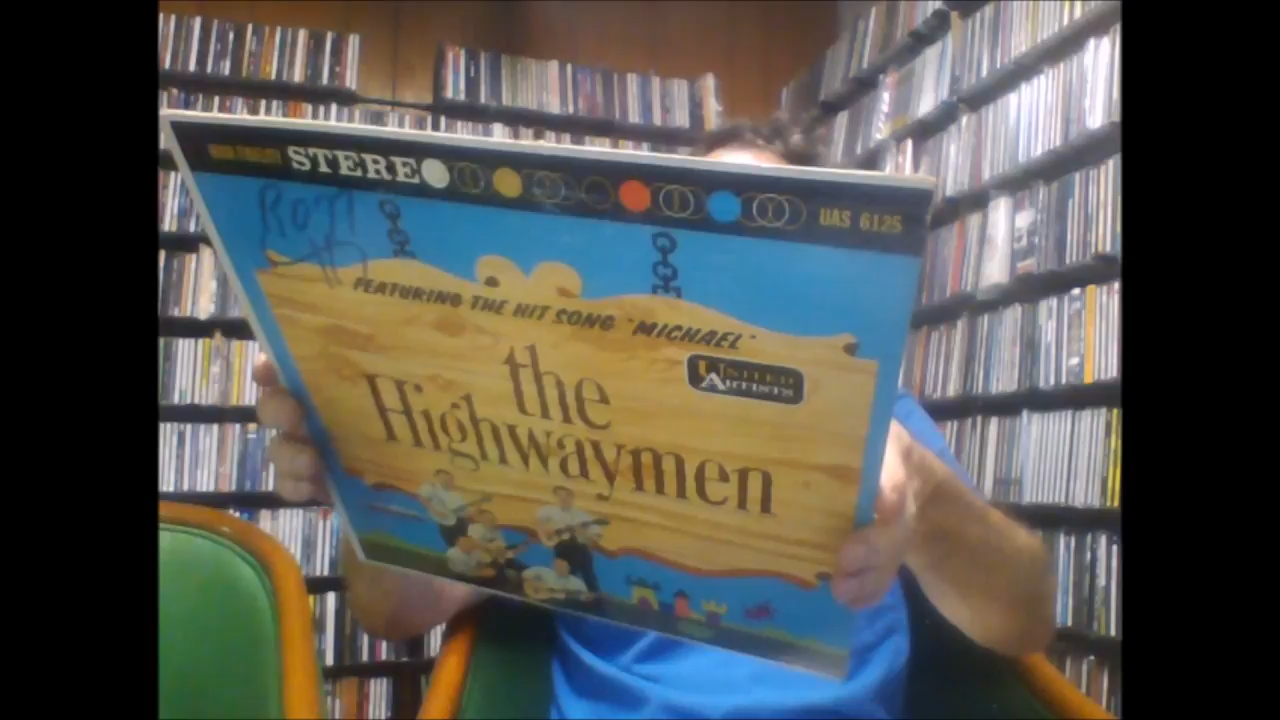 STEREO
UAS 6125
FEATURING THE HIT SONG "MICHAEL"
UNITED
ARTISTS
the
Highwaymen